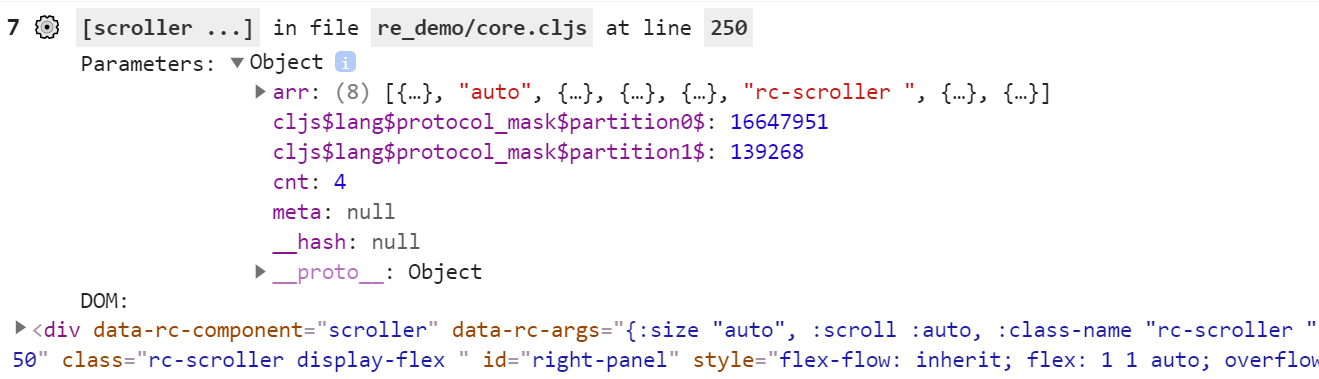 7 [scroller ...] in file re_demo/core.cljs at line 250
Parameters: ▼Object i
▶arr: (8) [{…}, "auto", {…}, {…}, {…}, "rc-scroller ", {…}, {…}]
cljs$lang$protocol_mask$partition0$: 16647951
cljs$lang$protocol_mask$partition1$: 139268
cnt: 4
meta: null
__hash: null
▶__proto__: Object
DOM:
▶<div data-rc-component="scroller" data-rc-args="{:size "auto", :scroll :auto, :class-name "rc-scroller "
50" class="rc-scroller display-flex " id="right-panel" style="flex-flow: inherit; flex: 1 1 auto; overflow